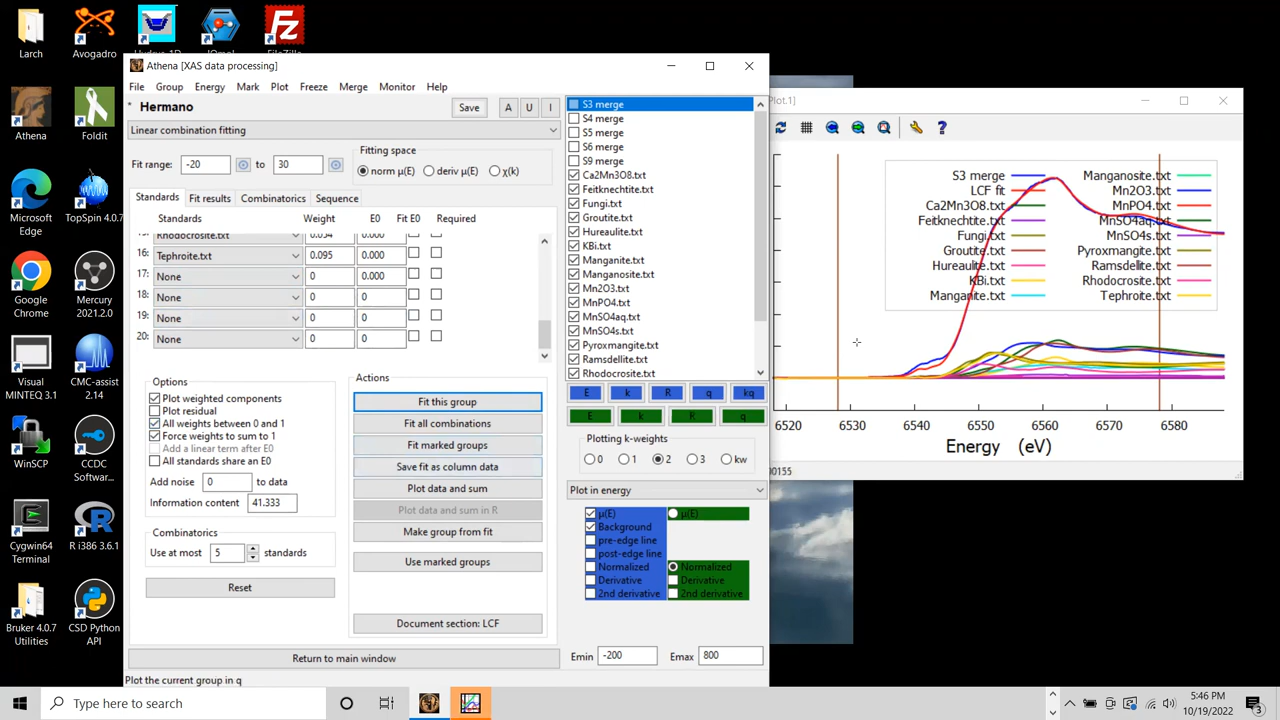 Larch
Avogadro
Hydrus 1D
JQmol
FileZilla
Athena
Foldit
Microsoft
Edge
TopSpin 4.0.7
Google
Chrome
Mercury
2021.2.0
Visual
MINTEQ 3.1
CMC-assist
2.14
WinSCP
CCDC
Softwar...
Cygwin64
Terminal
R i386 3.6.1
Bruker 4.0.7
Utilities
CSD Python
API
Athena [XAS data processing]
File Group Energy Mark Plot Freeze Merge Monitor Help
* Hermano
Save A U I
Linear combination fitting
Fit range: -20 to 30
Fitting space
norm μ(E) deriv μ(E) χ(k)
Standards Fit results Combinatorics Sequence
Standards Weight E0 Fit E0 Required
Rhodocrosite.txt 0.034 0.000
16: Tephroite.txt 0.095 0.000
17: None 0 0.000
18: None 0 0
19: None 0 0
20: None 0 0
Options
Plot weighted components
Plot residual
All weights between 0 and 1
Force weights to sum to 1
Add a linear term after E0
All standards share an E0
Add noise 0 to data
Information content 41.333
Combinatorics
Use at most 5 standards
Reset
Actions
Fit this group
Fit all combinations
Fit marked groups
Save fit as column data
Plot data and sum
Plot data and sum in R
Make group from fit
Use marked groups
Document section: LCF
Return to main window
Plot the current group in q
S3 merge
S4 merge
S5 merge
S6 merge
S9 merge
Ca2Mn3O8.txt
Feitknechtite.txt
Fungi.txt
Groutite.txt
Hureaulite.txt
KBi.txt
Manganite.txt
Manganosite.txt
Mn2O3.txt
MnPO4.txt
MnSO4aq.txt
MnSO4s.txt
Pyroxmangite.txt
Ramsdellite.txt
Rhodocrosite.txt
E k R q kq
E k R q
Plotting k-weights
0 1 2 3 kw
Plot in energy
μ(E) μ(E)
Background
pre-edge line
post-edge line
Normalized Normalized
Derivative Derivative
2nd derivative 2nd derivative
Emin -200 Emax 800
Plot.1]
S3 merge Manganosite.txt
LCF fit Mn2O3.txt
Ca2Mn3O8.txt MnPO4.txt
Feitknechtite.txt MnSO4aq.txt
Fungi.txt MnSO4s.txt
Groutite.txt Pyroxmangite.txt
Hureaulite.txt Ramsdellite.txt
KBi.txt Rhodocrosite.txt
Manganite.txt Tephroite.txt
6520 6530 6540 6550 6560 6570 6580
Energy (eV)
00155
Type here to search
5:46 PM
10/19/2022
3